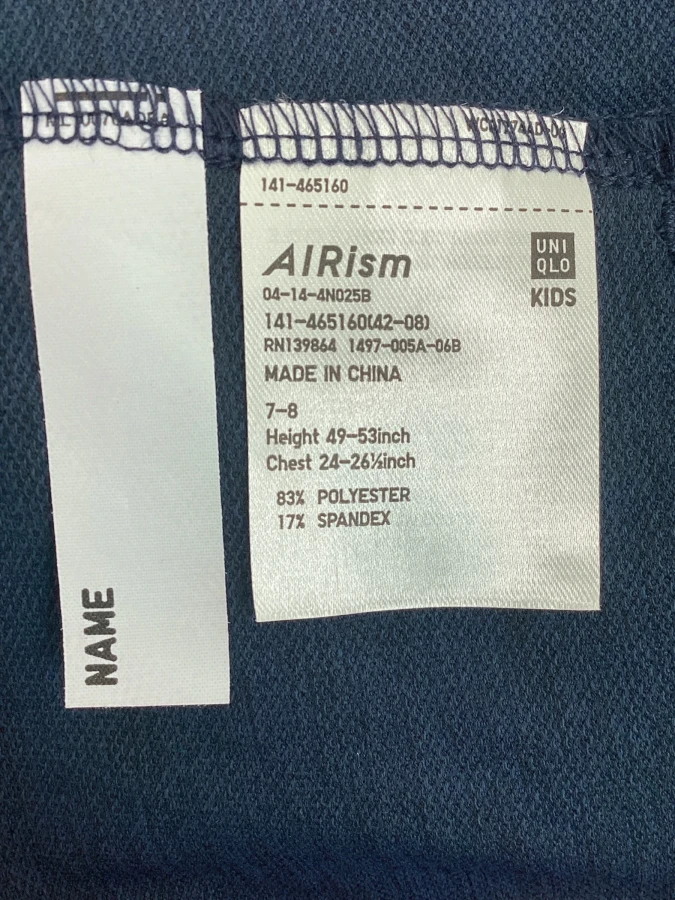 141-465160
AIRism
UNI
QLO
KIDS
04-14-4N025B
141-465160(42-08)
RN139864 1497-005A-06B
MADE IN CHINA
7-8
Height 49-53inch
Chest 24-26½inch
83% POLYESTER
17% SPANDEX
NAME